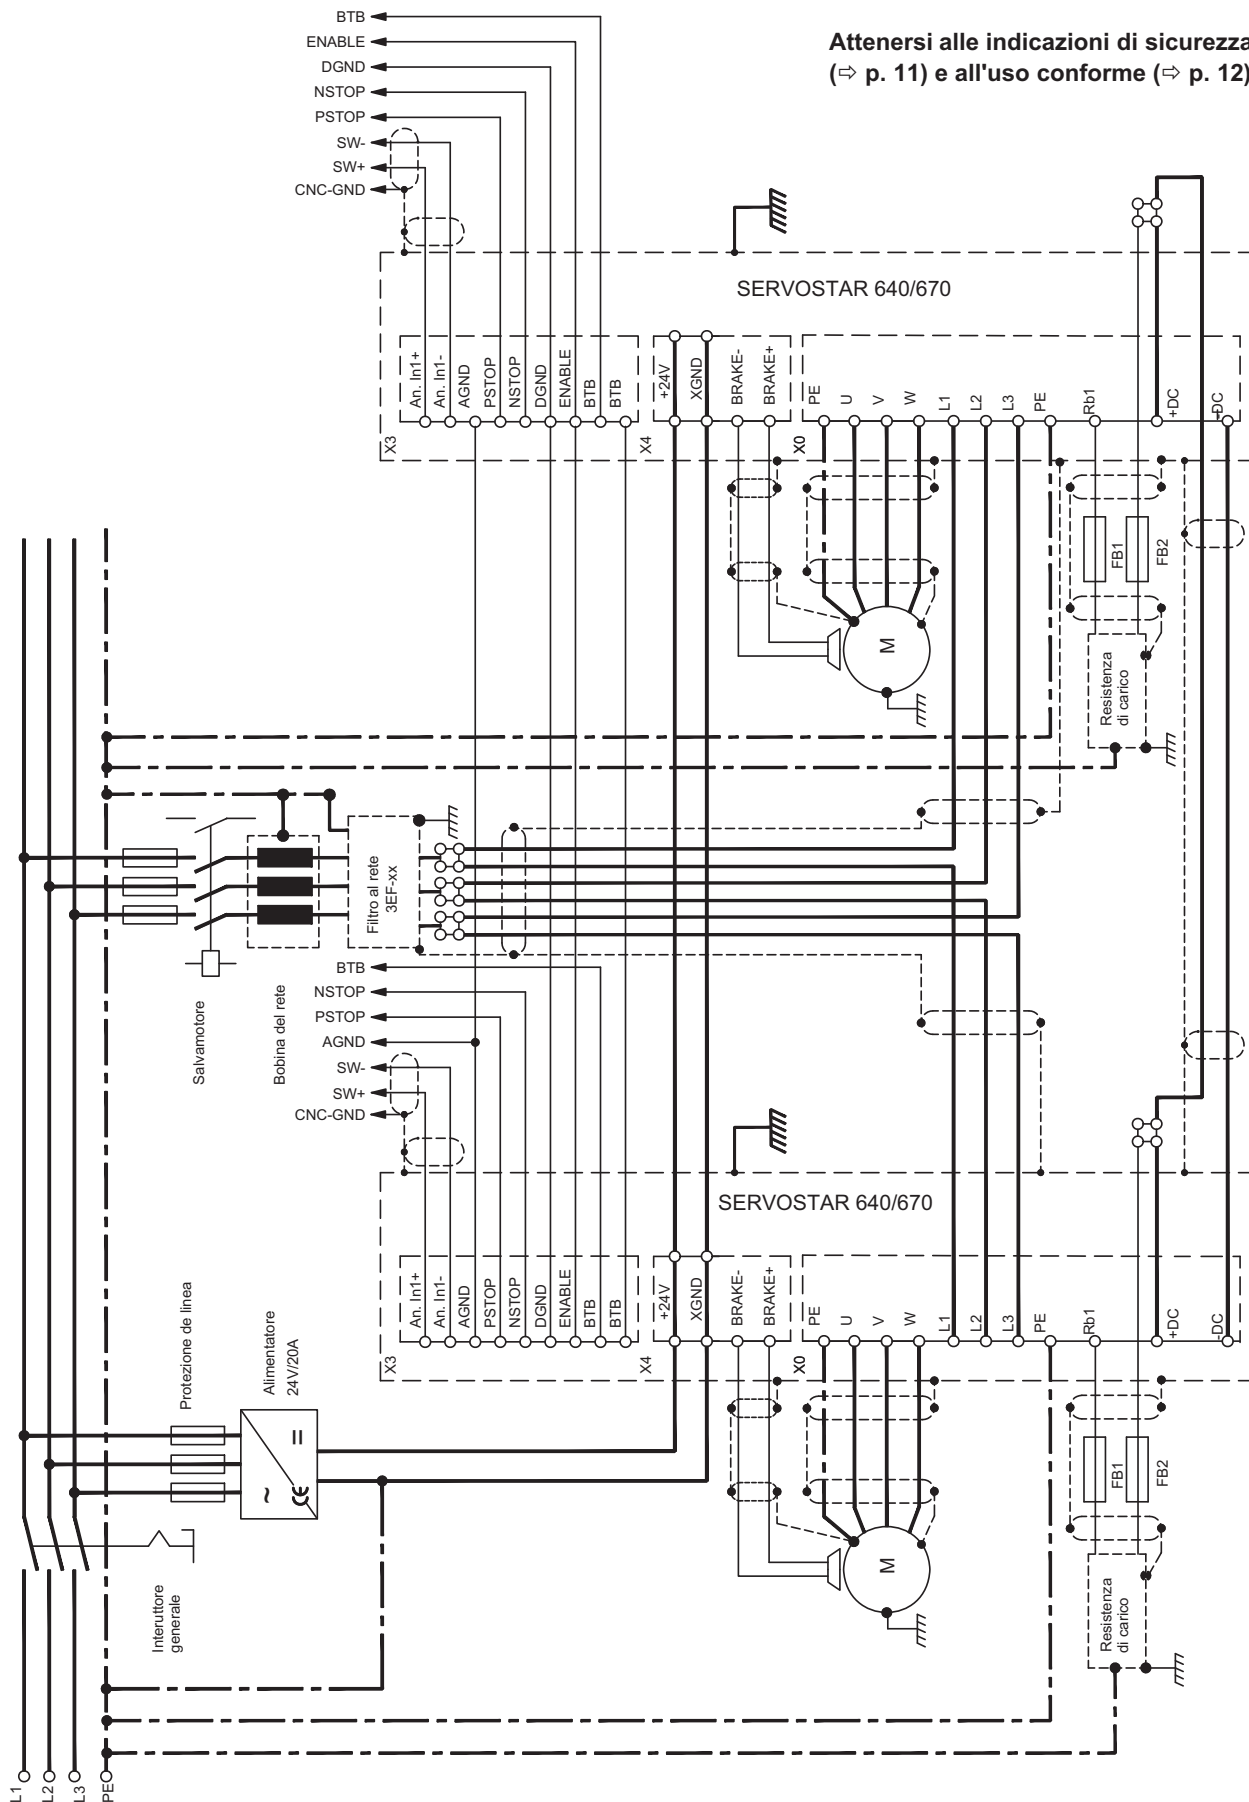 Attenersi alle indicazioni di sicurezza
(⇨ p. 11) e all'uso conforme (⇨ p. 12)
BTB
ENABLE
DGND
NSTOP
PSTOP
SW-
SW+
CNC-GND
SERVOSTAR 640/670
An. In1+
An. In1-
AGND
PSTOP
NSTOP
DGND
ENABLE
BTB
BTB
X3
+24V
XGND
BRAKE-
BRAKE+
X4
PE
U
V
W
L1
L2
L3
PE
Rb1
+DC
-DC
X0
M
FB1
FB2
Resistenza
di carico
Filtro al rete
3EF-xx
Salvamotore
Bobina del rete
BTB
NSTOP
PSTOP
AGND
SW-
SW+
CNC-GND
SERVOSTAR 640/670
An. In1+
An. In1-
AGND
PSTOP
NSTOP
DGND
ENABLE
BTB
BTB
X3
+24V
XGND
BRAKE-
BRAKE+
X4
PE
U
V
W
L1
L2
L3
PE
Rb1
+DC
-DC
X0
Protezione de linea
Alimentatore
24V/20A
~
=
CE
M
FB1
FB2
Resistenza
di carico
Interuttore
generale
L1
L2
L3
PE